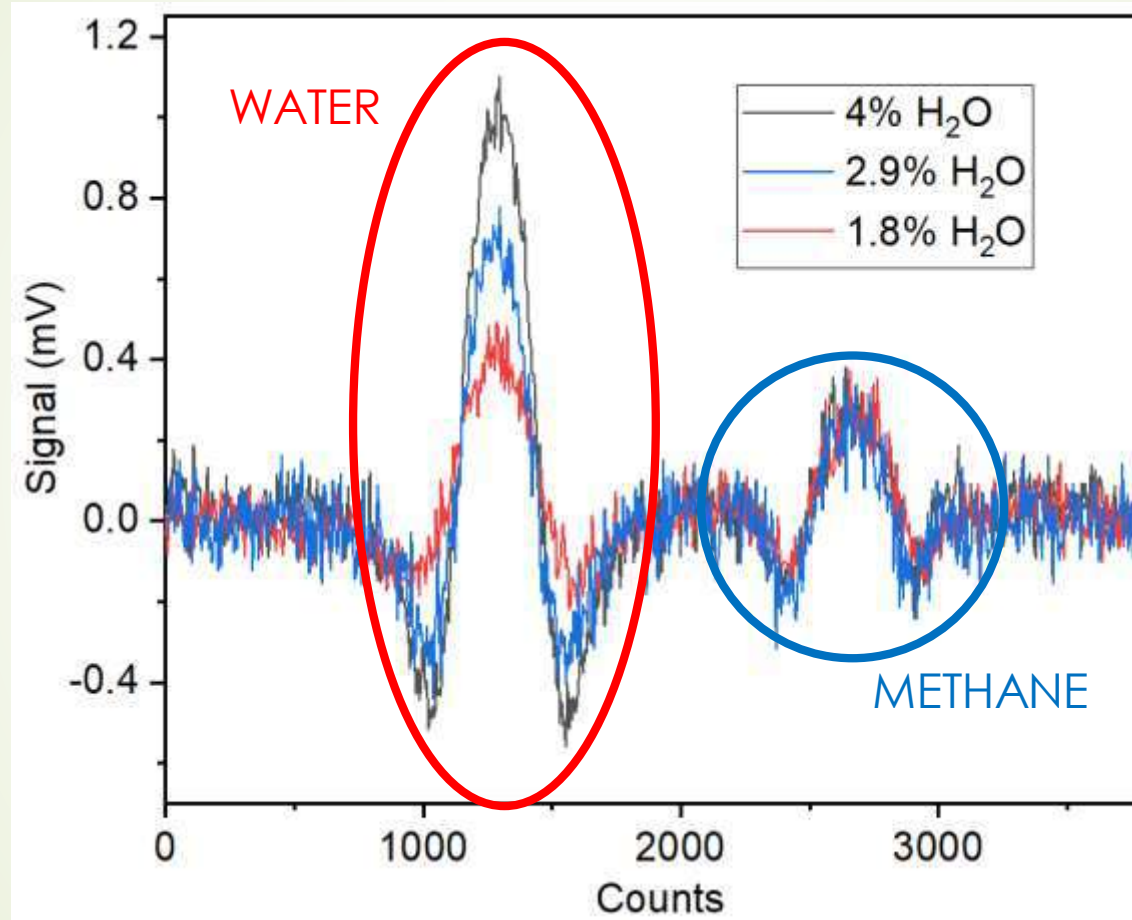 1.2
0.8
0.4
0.0
-0.4
Signal (mV)
WATER
4% H₂O
2.9% H₂O
1.8% H₂O
METHANE
0
1000
2000
3000
Counts